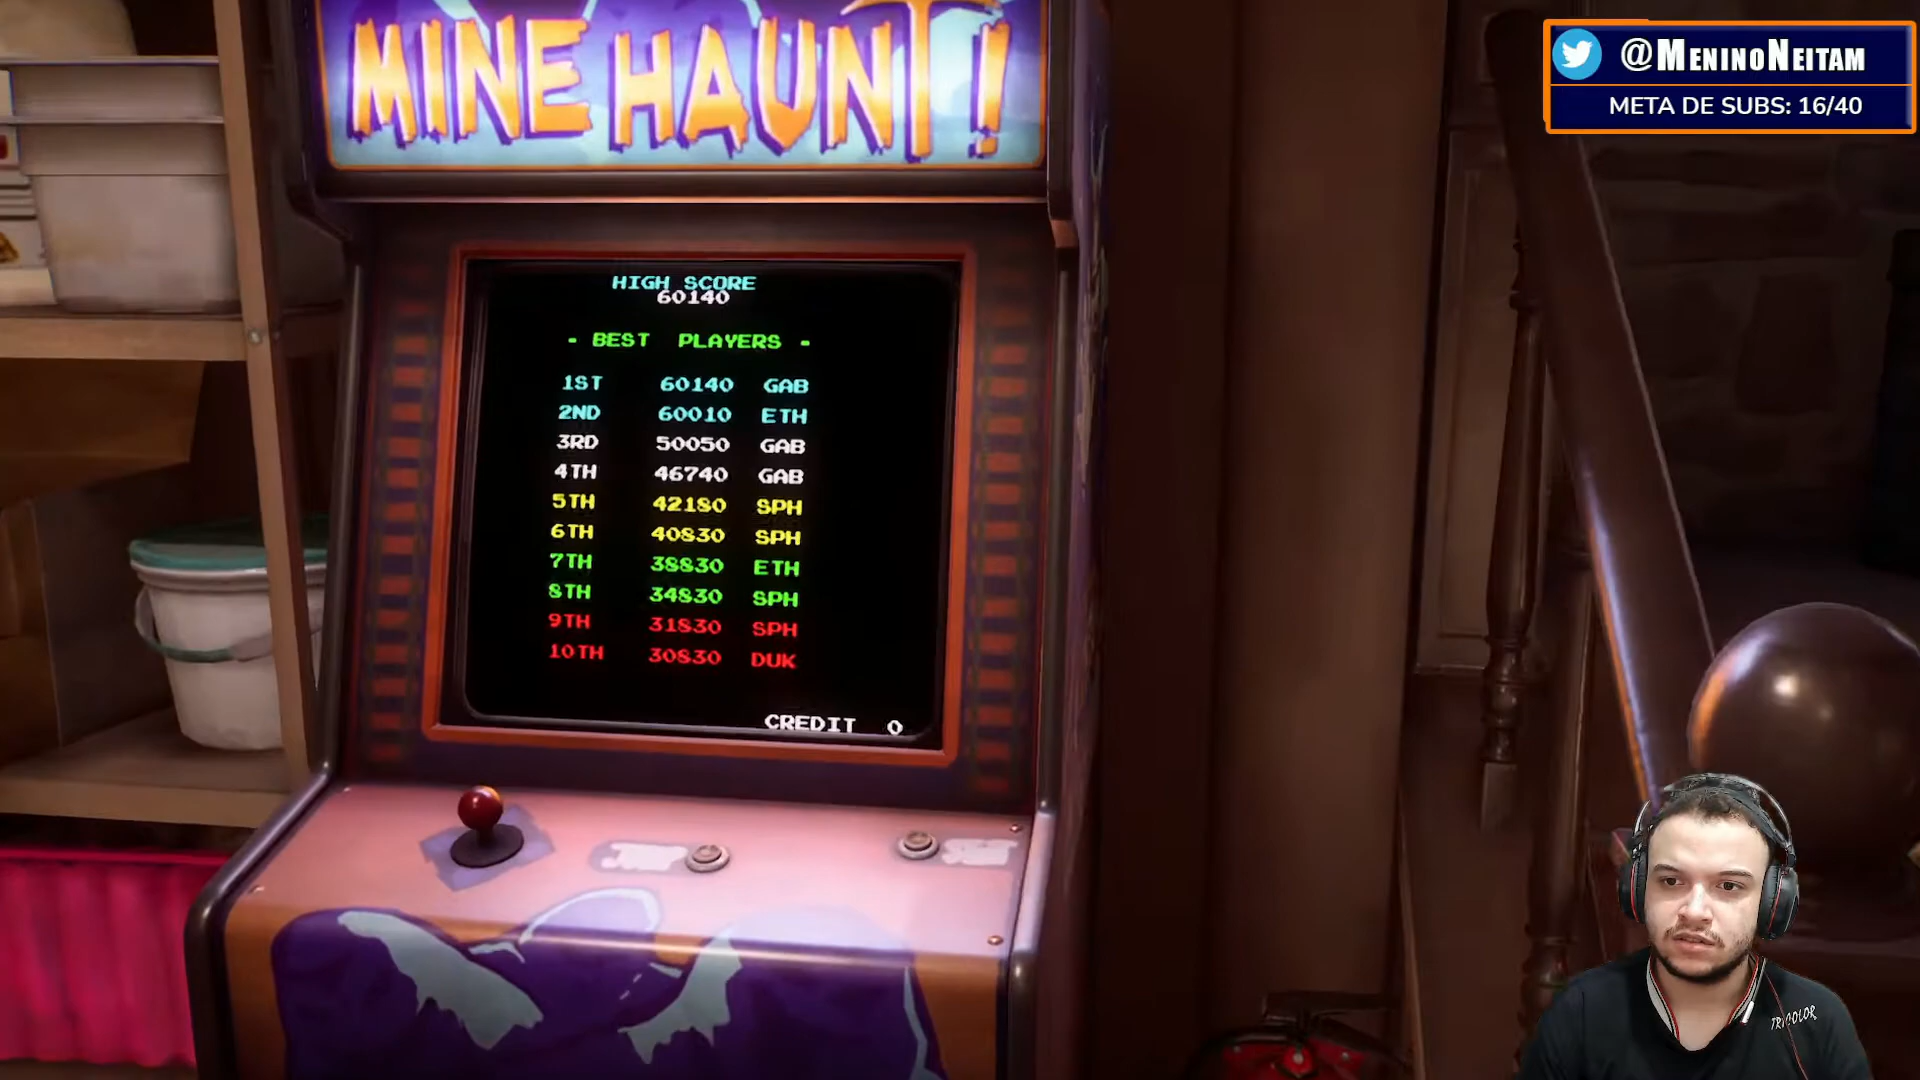 MINE HAUNT!
@MENINONEITAM
META DE SUBS: 16/40
HIGH SCORE
60140
- BEST PLAYERS -
1ST 60140 GAB
2ND 60010 ETH
3RD 50050 GAB
4TH 46740 GAB
5TH 42180 SPH
6TH 40830 SPH
7TH 38830 ETH
8TH 34830 SPH
9TH 31830 SPH
10TH 30830 DUK
CREDIT 0